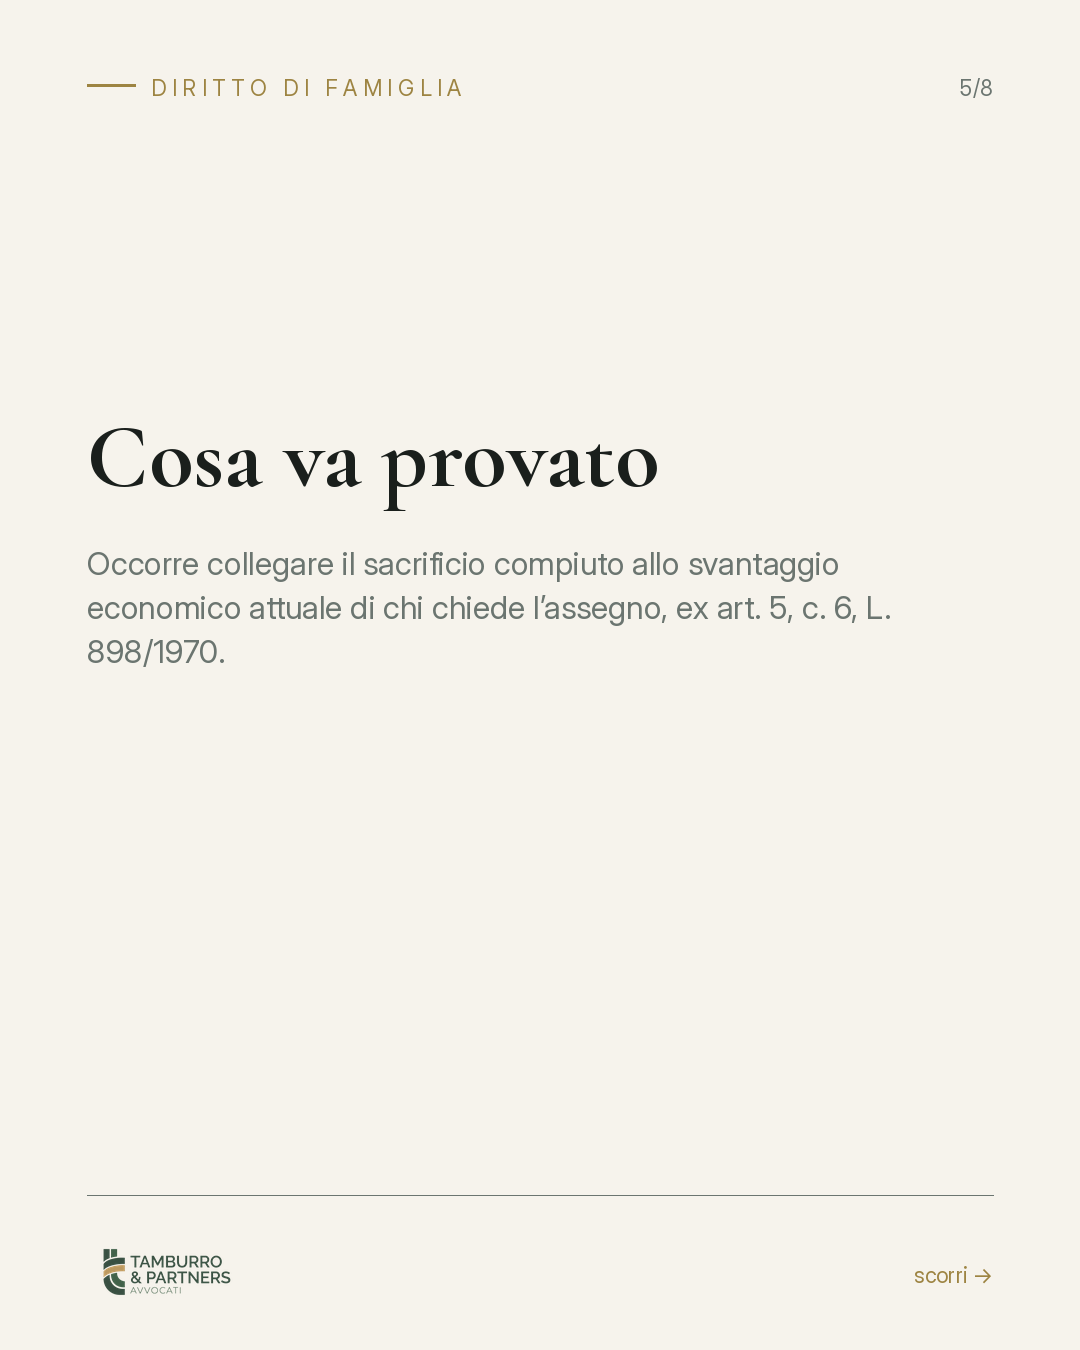 DIRITTO DI FAMIGLIA
5/8
Cosa va provato
Occorre collegare il sacrificio compiuto allo svantaggio
economico attuale di chi chiede l’assegno, ex art. 5, c. 6, L.
898/1970.
TAMBURRO
& PARTNERS
AVVOCATI
scorri →